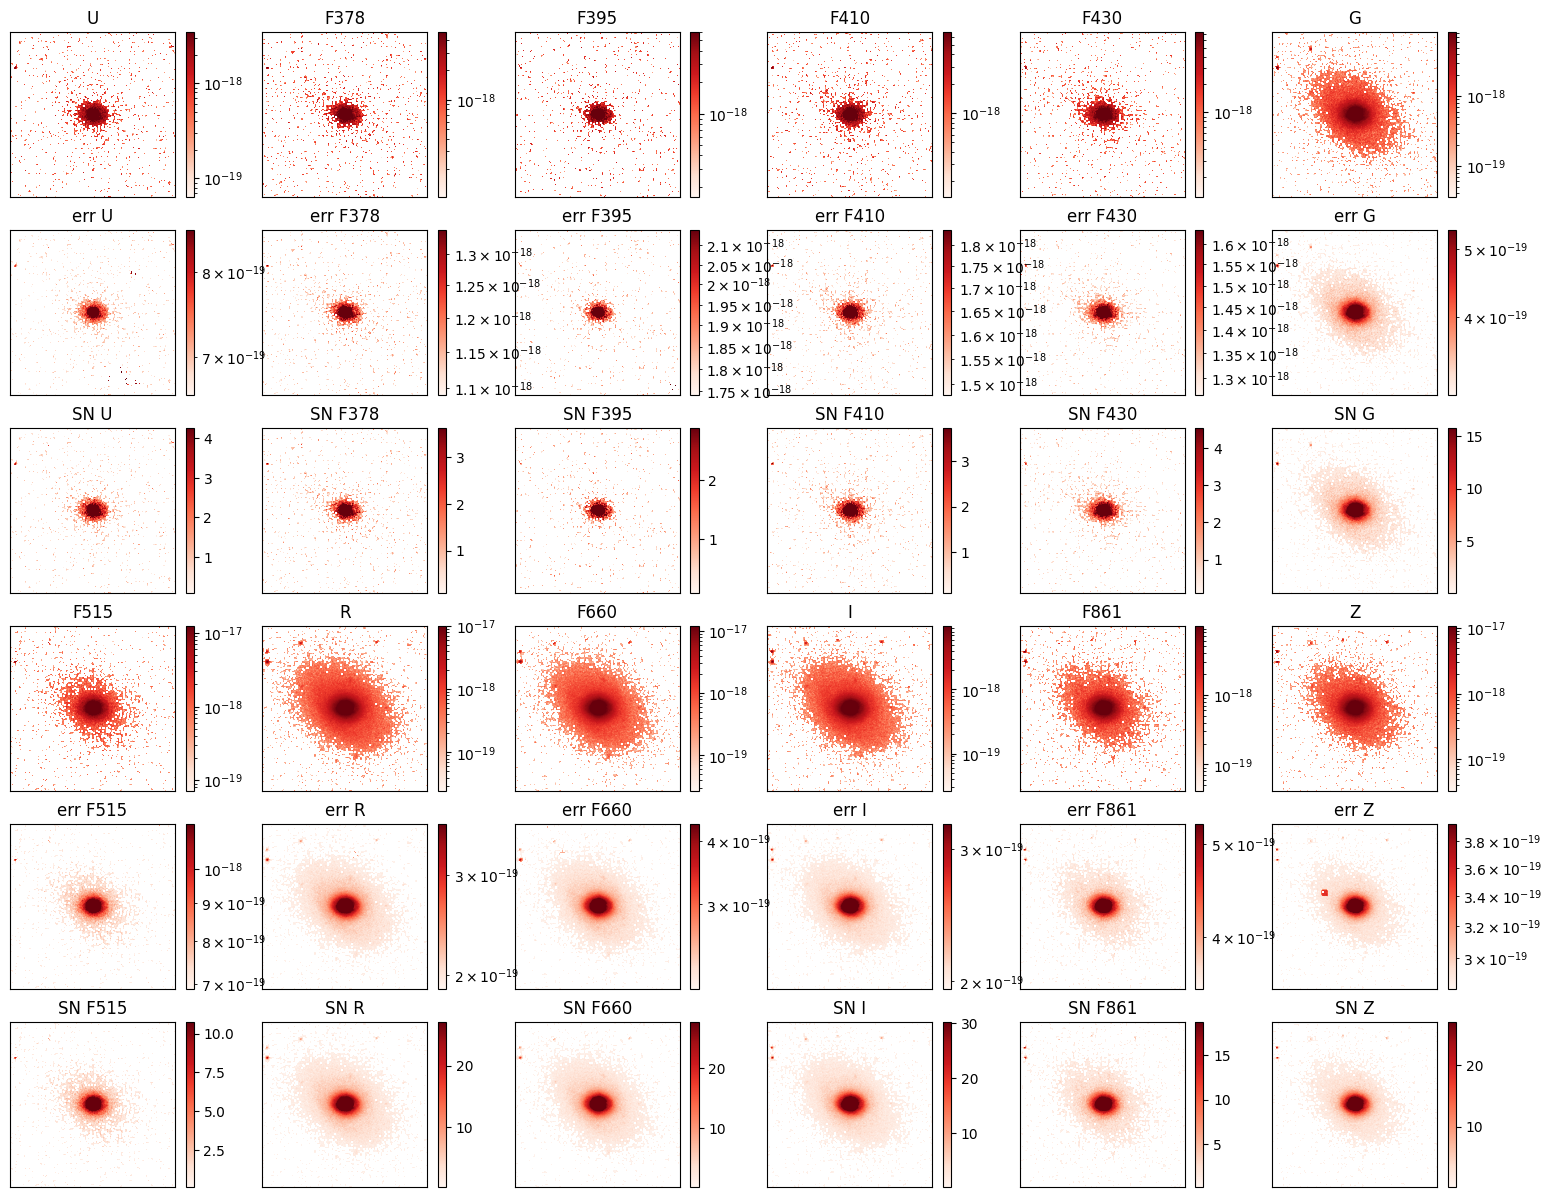 U F378 F395 F410 F430 G
10⁻¹⁸ 10⁻¹⁸ 10⁻¹⁸ 10⁻¹⁸ 10⁻¹⁸ 10⁻¹⁸
10⁻¹⁹ 10⁻¹⁹
err U err F378 err F395 err F410 err F430 err G
8 × 10⁻¹⁹ 7 × 10⁻¹⁹
1.3 × 10⁻¹⁸ 1.25 × 10⁻¹⁸ 1.2 × 10⁻¹⁸ 1.15 × 10⁻¹⁸ 1.1 × 10⁻¹⁸
2.1 × 10⁻¹⁸ 2.05 × 10⁻¹⁸ 2 × 10⁻¹⁸ 1.95 × 10⁻¹⁸ 1.9 × 10⁻¹⁸ 1.85 × 10⁻¹⁸ 1.8 × 10⁻¹⁸ 1.75 × 10⁻¹⁸
1.8 × 10⁻¹⁸ 1.75 × 10⁻¹⁸ 1.7 × 10⁻¹⁸ 1.65 × 10⁻¹⁸ 1.6 × 10⁻¹⁸ 1.55 × 10⁻¹⁸ 1.5 × 10⁻¹⁸
1.6 × 10⁻¹⁸ 1.55 × 10⁻¹⁸ 1.5 × 10⁻¹⁸ 1.45 × 10⁻¹⁸ 1.4 × 10⁻¹⁸ 1.35 × 10⁻¹⁸ 1.3 × 10⁻¹⁸
5 × 10⁻¹⁹ 4 × 10⁻¹⁹
SN U SN F378 SN F395 SN F410 SN F430 SN G
4 3 2 1
3 2 1
2 1
3 2 1
4 3 2 1
15 10 5
F515 R F660 I F861 Z
10⁻¹⁷ 10⁻¹⁸ 10⁻¹⁹
10⁻¹⁷ 10⁻¹⁸ 10⁻¹⁹
10⁻¹⁷ 10⁻¹⁸ 10⁻¹⁹
10⁻¹⁸ 10⁻¹⁹
10⁻¹⁸ 10⁻¹⁹
10⁻¹⁷ 10⁻¹⁸ 10⁻¹⁹
err F515 err R err F660 err I err F861 err Z
10⁻¹⁸ 9 × 10⁻¹⁹ 8 × 10⁻¹⁹ 7 × 10⁻¹⁹
3 × 10⁻¹⁹ 2 × 10⁻¹⁹
4 × 10⁻¹⁹ 3 × 10⁻¹⁹
3 × 10⁻¹⁹ 2 × 10⁻¹⁹
5 × 10⁻¹⁹ 4 × 10⁻¹⁹
3.8 × 10⁻¹⁹ 3.6 × 10⁻¹⁹ 3.4 × 10⁻¹⁹ 3.2 × 10⁻¹⁹ 3 × 10⁻¹⁹
SN F515 SN R SN F660 SN I SN F861 SN Z
10.0 7.5 5.0 2.5
20 10
20 10
30 20 10
15 10 5
20 10